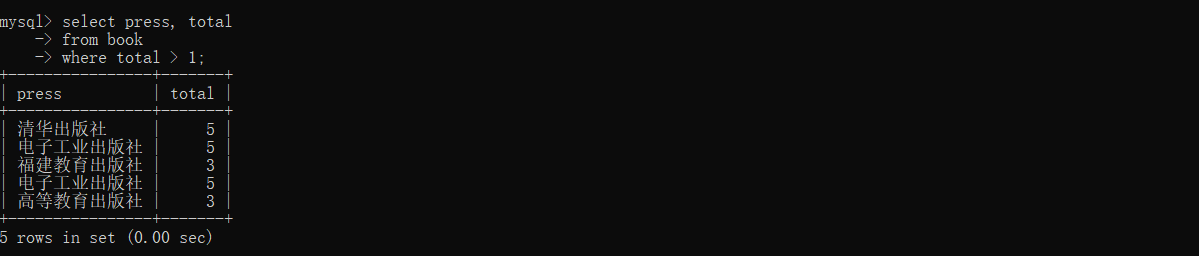 mysql> select press, total
    -> from book
    -> where total > 1;
+---------------+-------+
| press         | total |
+---------------+-------+
| 清华出版社      |     5 |
| 电子工业出版社 |     5 |
| 福建教育出版社 |     3 |
| 电子工业出版社 |     5 |
| 高等教育出版社 |     3 |
+---------------+-------+
5 rows in set (0.00 sec)